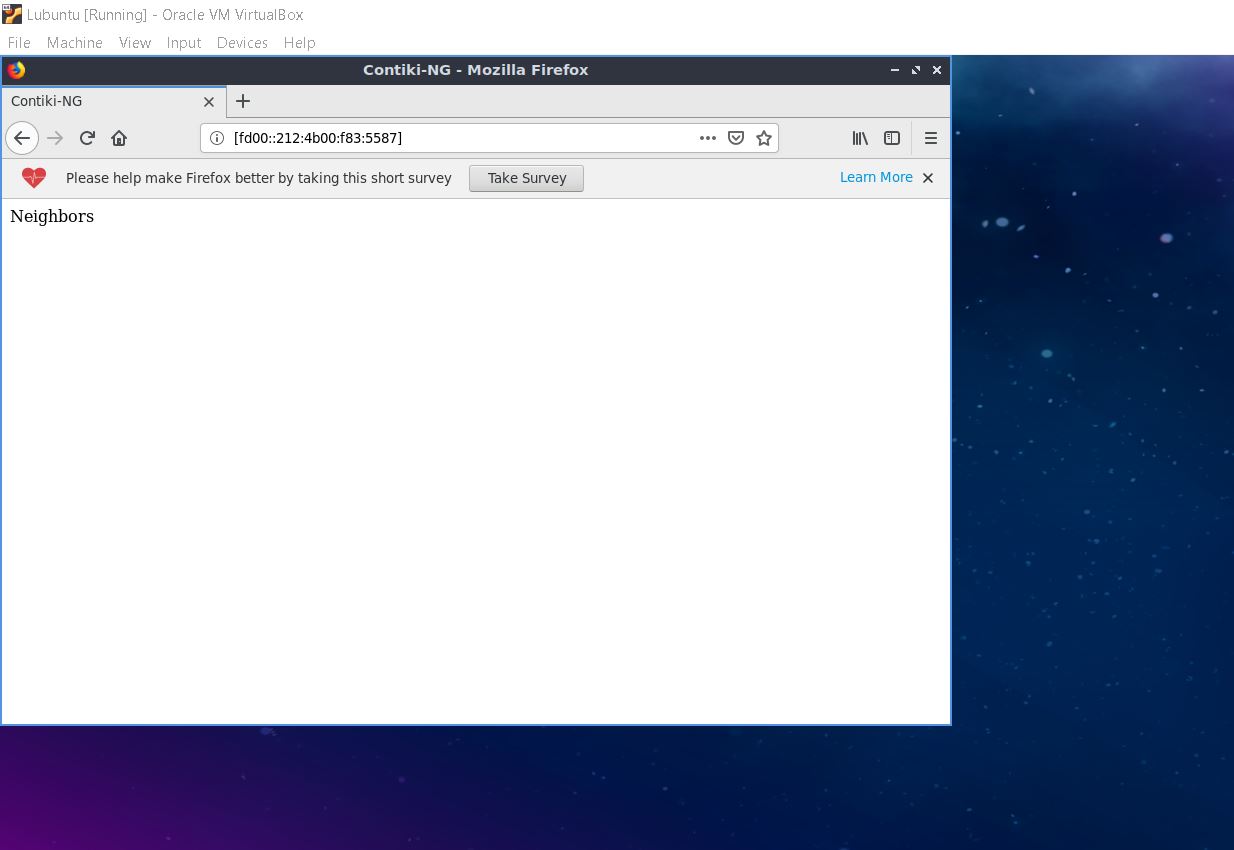 Lubuntu [Running] - Oracle VM VirtualBox
File Machine View Input Devices Help
Contiki-NG - Mozilla Firefox
Contiki-NG
[fd00::212:4b00:f83:5587]
Please help make Firefox better by taking this short survey Take Survey Learn More
Neighbors